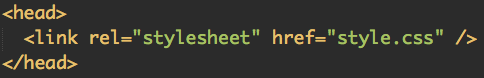 <head>
  <link rel="stylesheet" href="style.css" />
</head>